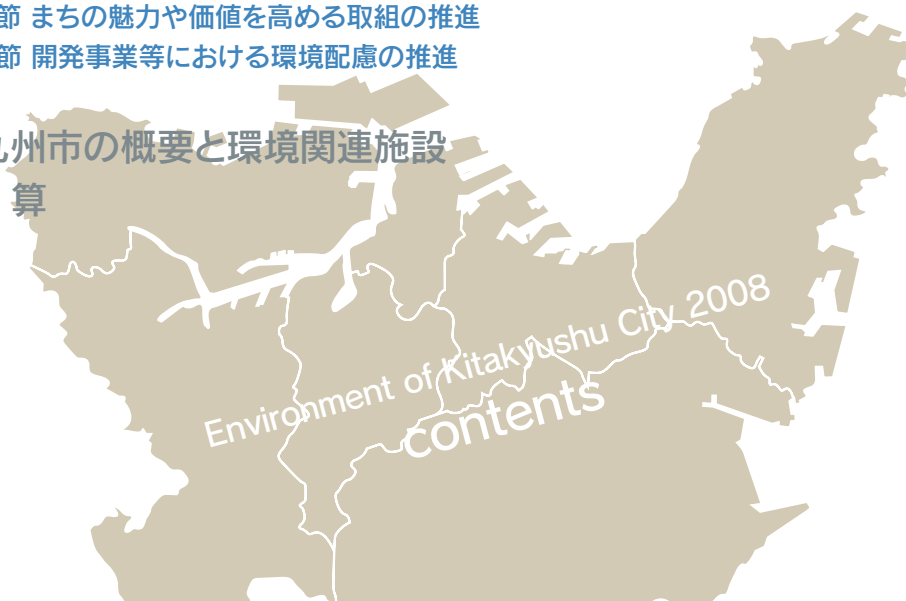 節 まちの魅力や価値を高める取組の推進
節 開発事業等における環境配慮の推進
九州市の概要と環境関連施設
算
Environment of Kitakyushu City 2008
contents